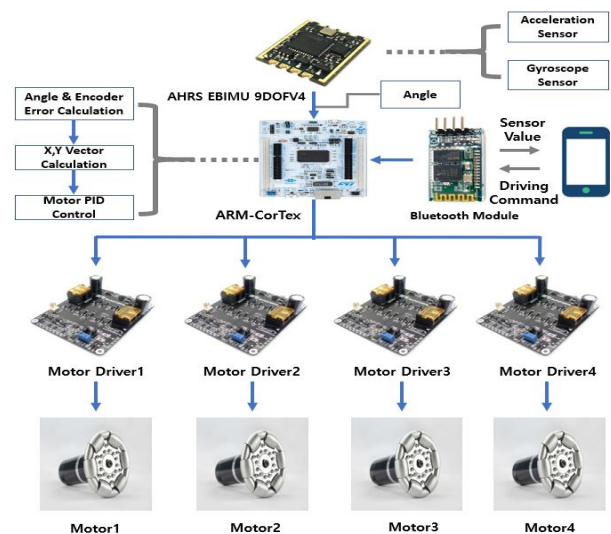 Acceleration
Sensor
Gyroscope
Sensor
AHRS EBIMU 9DOFV4
Angle
Angle & Encoder
Error Calculation
X,Y Vector
Calculation
Motor PID
Control
ARM-CorTex
Sensor
Value
Driving
Command
Bluetooth Module
Motor Driver1
Motor Driver2
Motor Driver3
Motor Driver4
Motor1
Motor2
Motor3
Motor4